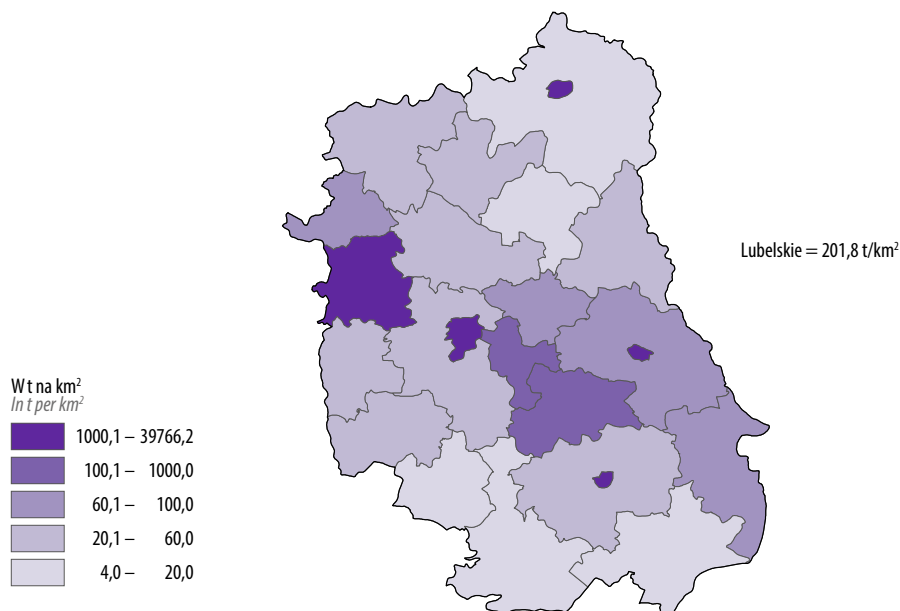 Lubelskie = 201,8 t/km²
W t na km²
In t per km²
1000,1 – 39766,2
100,1 – 1000,0
60,1 – 100,0
20,1 – 60,0
4,0 – 20,0